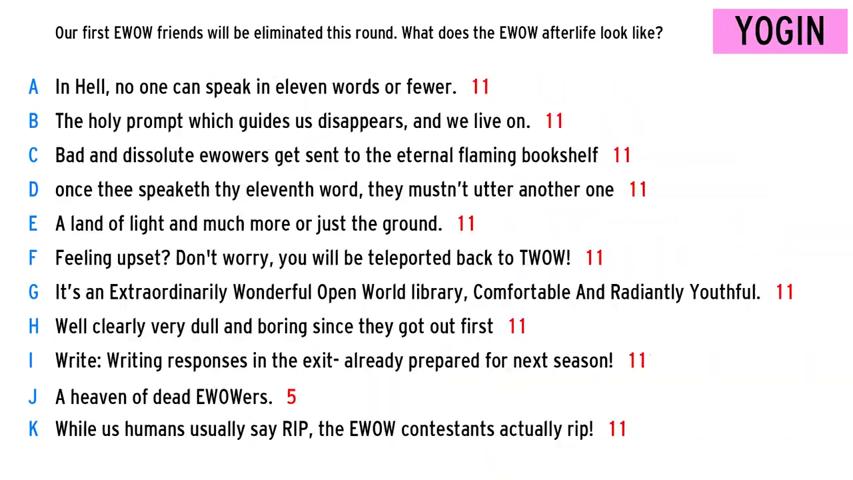 Our first EWOW friends will be eliminated this round. What does the EWOW afterlife look like?
YOGIN
A In Hell, no one can speak in eleven words or fewer. 11
B The holy prompt which guides us disappears, and we live on. 11
C Bad and dissolute ewowers get sent to the eternal flaming bookshelf 11
D once thee speaketh thy eleventh word, they mustn’t utter another one 11
E A land of light and much more or just the ground. 11
F Feeling upset? Don't worry, you will be teleported back to TWOW! 11
G It’s an Extraordinarily Wonderful Open World library, Comfortable And Radiantly Youthful. 11
H Well clearly very dull and boring since they got out first 11
I Write: Writing responses in the exit- already prepared for next season! 11
J A heaven of dead EWOWers. 5
K While us humans usually say RIP, the EWOW contestants actually rip! 11